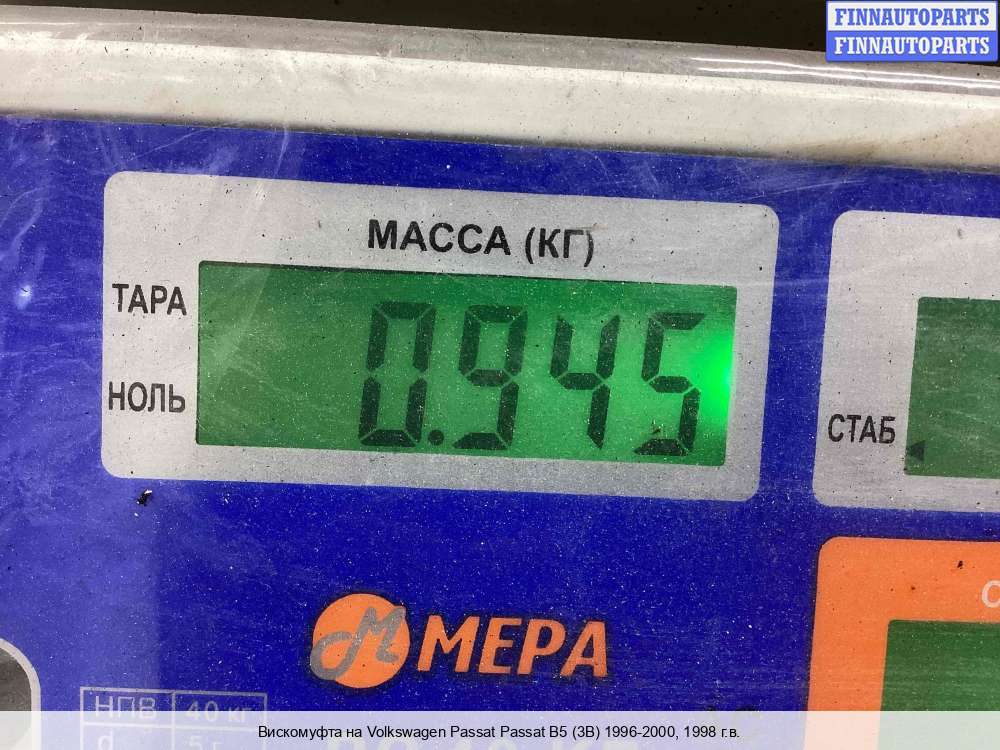 FINNAUTOPARTS
FINNAUTOPARTS
МАССА (КГ)
ТАРА
0.945
НОЛЬ
СТАБ
М МЕРА
НПВ 40 кг
d 5 г
Вискомуфта на Volkswagen Passat Passat B5 (3B) 1996-2000, 1998 г.в.